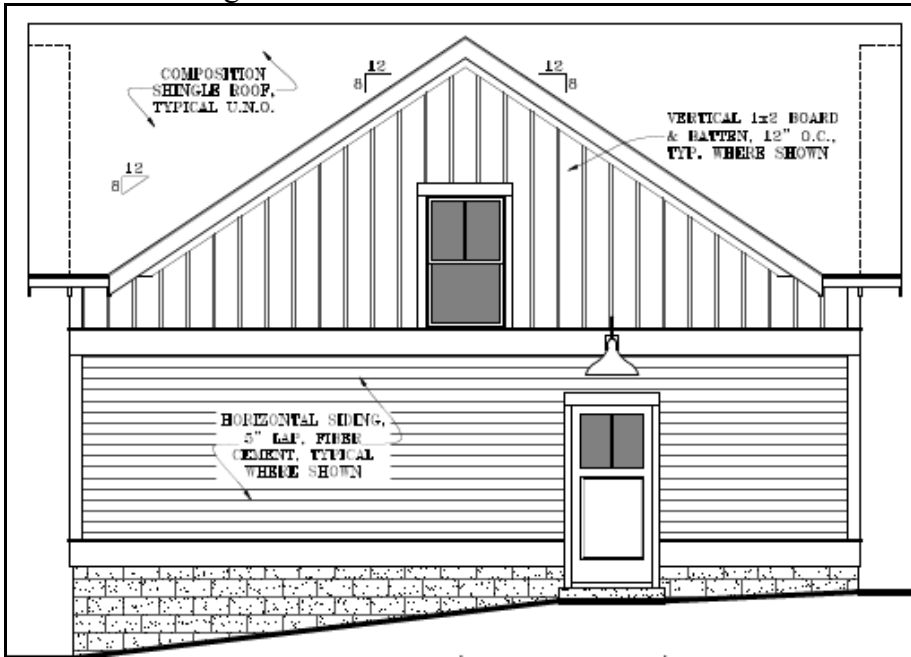 COMPOSITION
SHINGLE ROOF,
TYPICAL U.N.O.
12
8
12
8
VERTICAL 1x2 BOARD
& BATTEN, 12" O.C.,
TYP. WHERE SHOWN
12
8
HORIZONTAL SIDING,
5" LAP, FIBER
CEMENT, TYPICAL
WHERE SHOWN